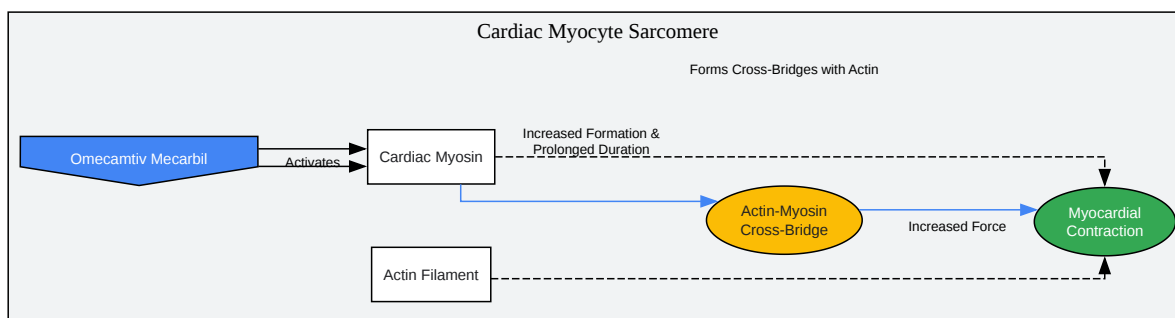 Cardiac Myocyte Sarcomere
Forms Cross-Bridges with Actin
Omecamtiv Mecarbil
Activates
Cardiac Myosin
Increased Formation &
Prolonged Duration
Actin-Myosin
Cross-Bridge
Increased Force
Myocardial
Contraction
Actin Filament